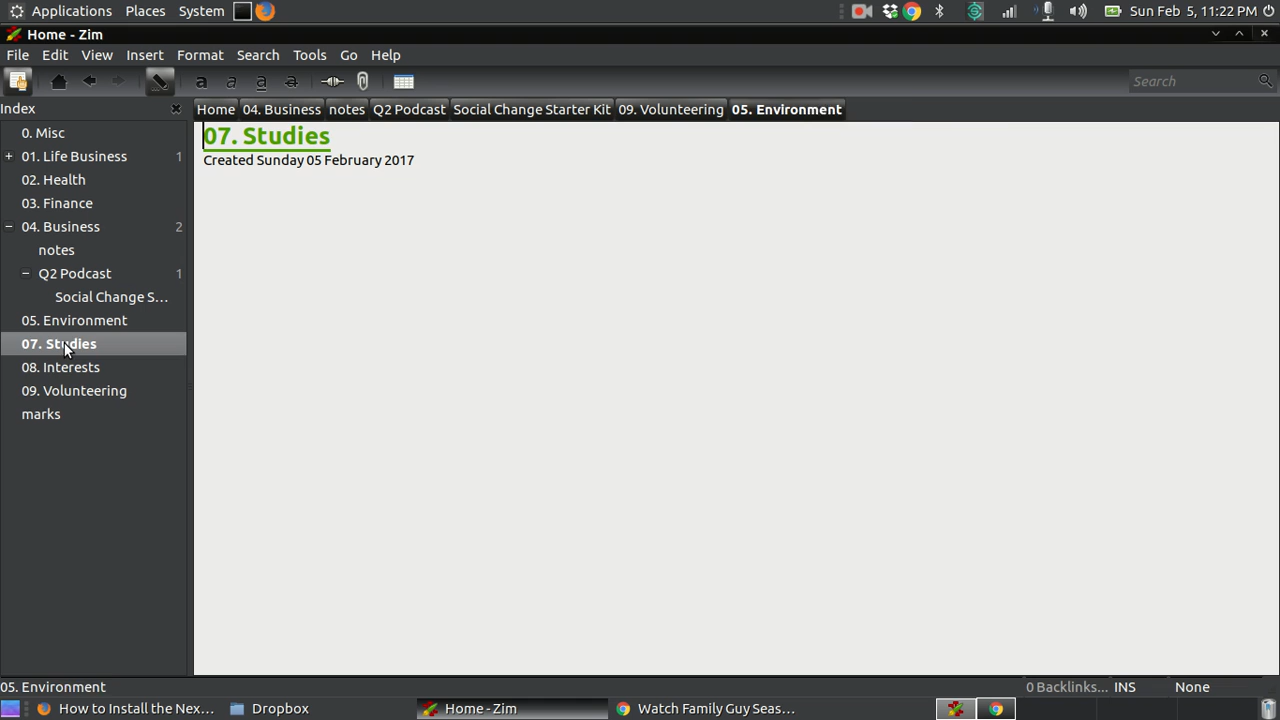 Applications Places System Sun Feb 5, 11:22 PM
Home - Zim
File Edit View Insert Format Search Tools Go Help
a a a a Search
Index
Home 04. Business notes Q2 Podcast Social Change Starter Kit 09. Volunteering 05. Environment
0. Misc
01. Life Business 1
02. Health
03. Finance
04. Business 2
notes
Q2 Podcast 1
Social Change S...
05. Environment
07. Studies
08. Interests
09. Volunteering
marks
07. Studies
Created Sunday 05 February 2017
05. Environment 0 Backlinks... INS None
How to Install the Nex... Dropbox Home - Zim Watch Family Guy Seas...